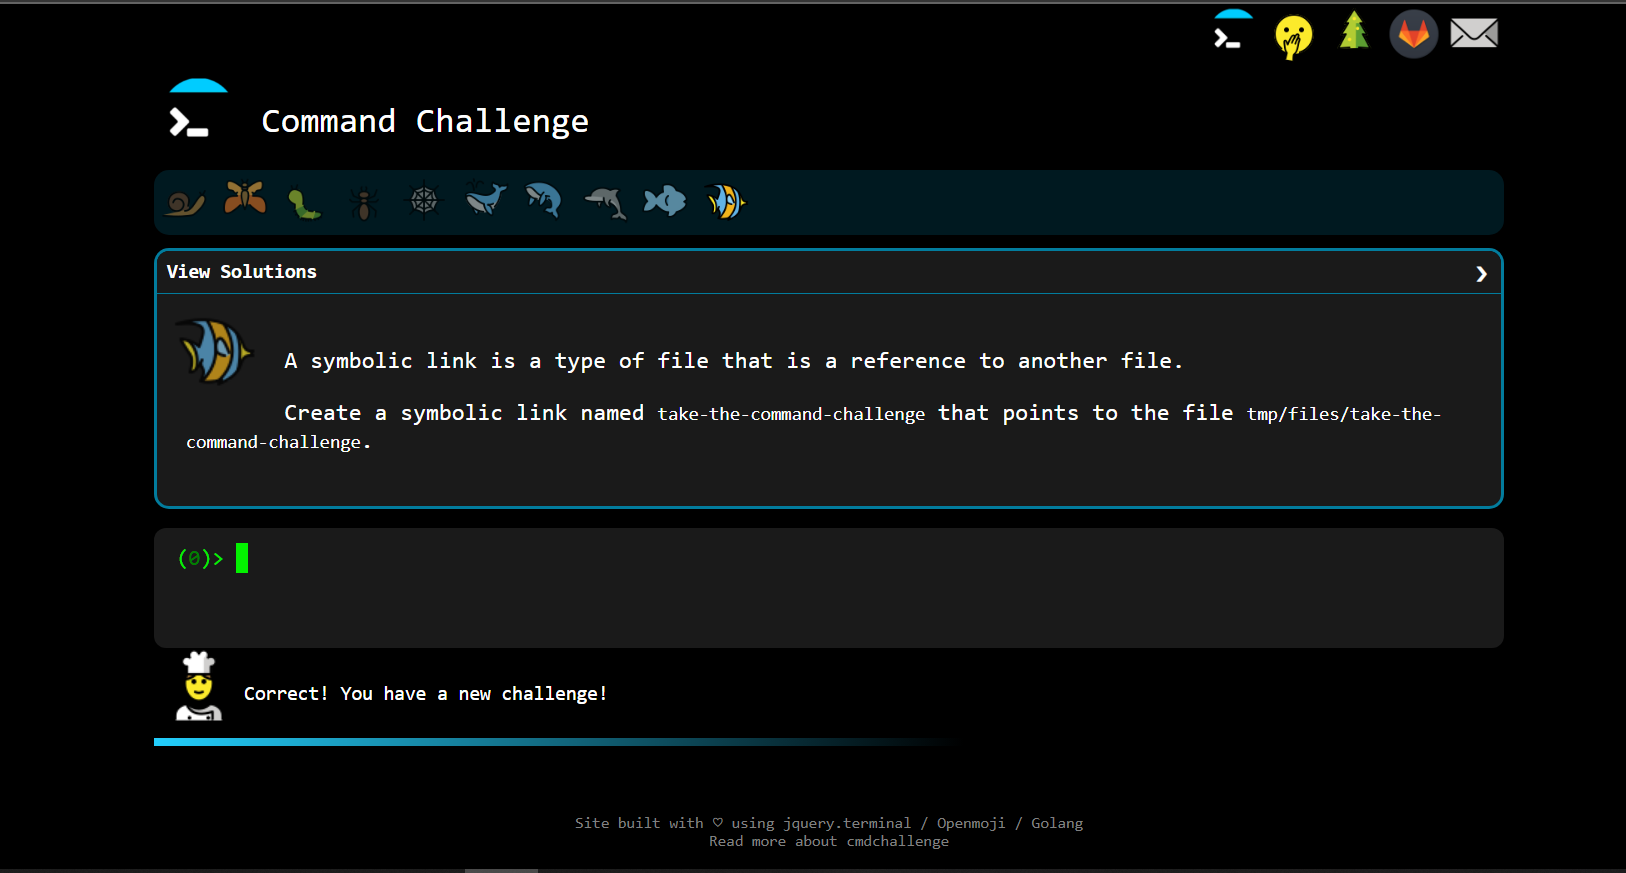 Command Challenge
View Solutions
A symbolic link is a type of file that is a reference to another file.
Create a symbolic link named take-the-command-challenge that points to the file tmp/files/take-the-
command-challenge.
(0)>
Correct! You have a new challenge!
Site built with ♡ using jquery.terminal / Openmoji / Golang
Read more about cmdchallenge